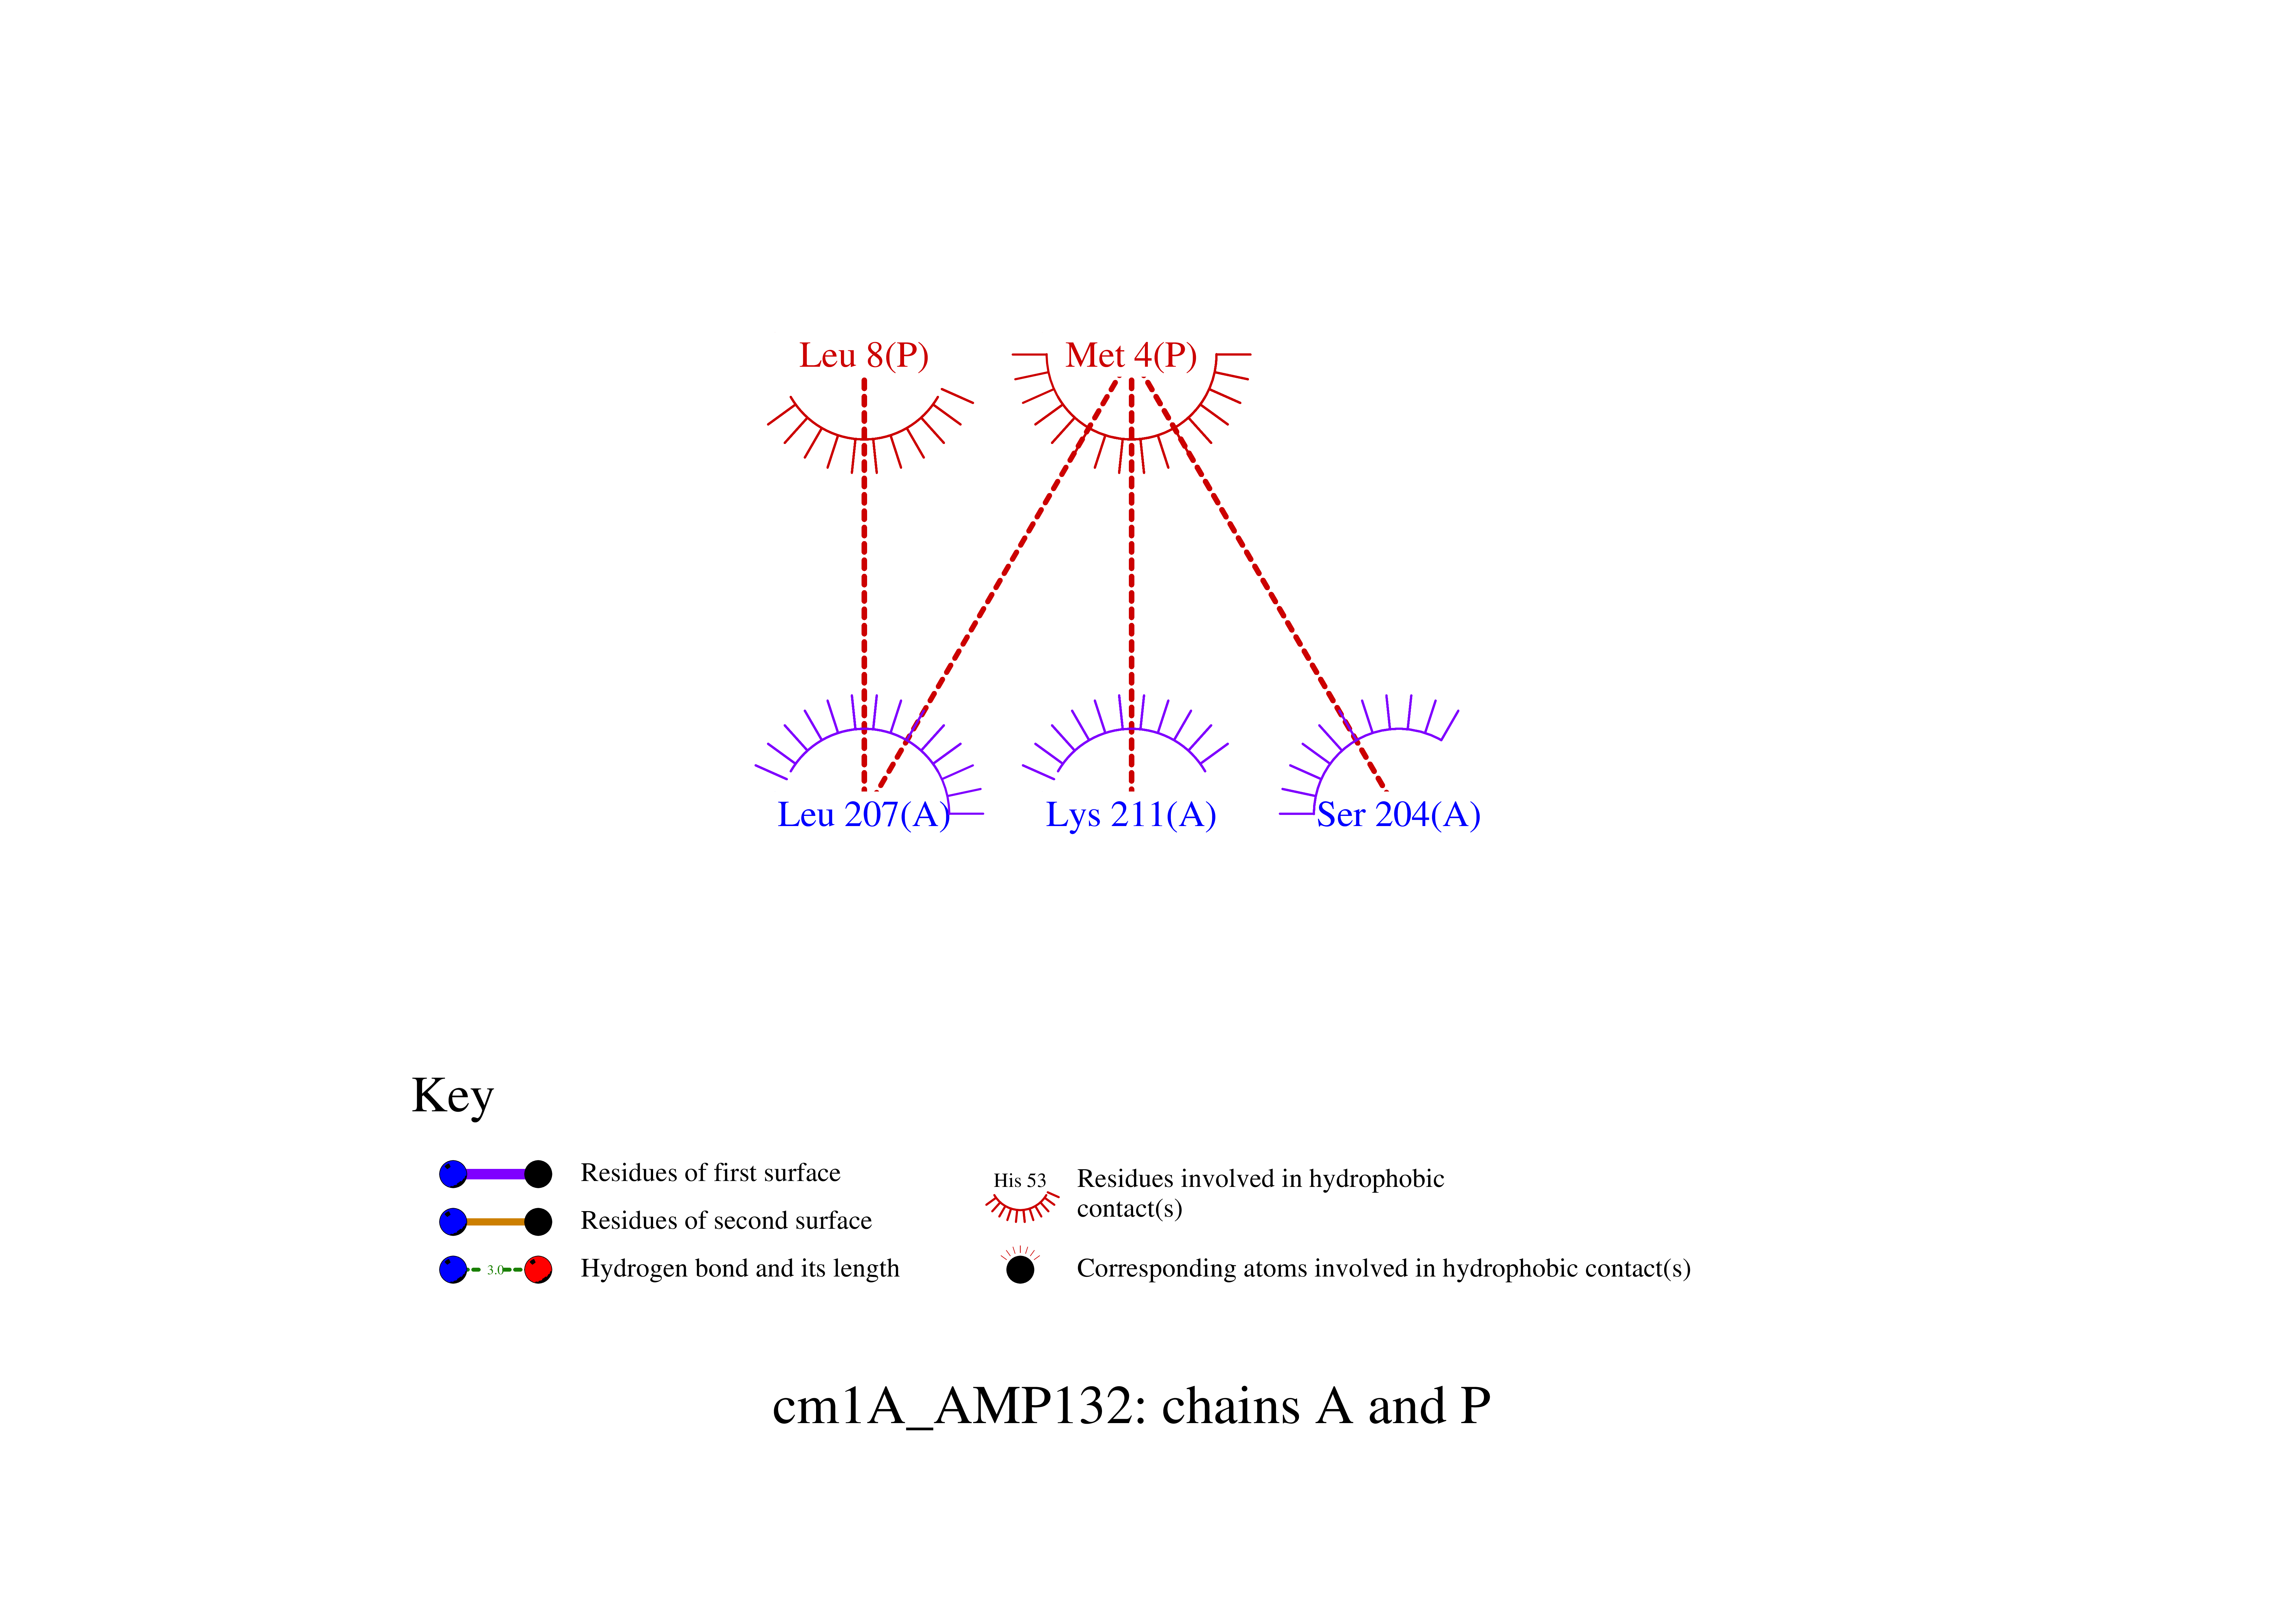 Leu 8(P) Met 4(P)
Leu 207(A) Lys 211(A) Ser 204(A)
Key
Residues of first surface
Residues of second surface
3.0 Hydrogen bond and its length
His 53 Residues involved in hydrophobic
contact(s)
Corresponding atoms involved in hydrophobic contact(s)
cm1A_AMP132: chains A and P